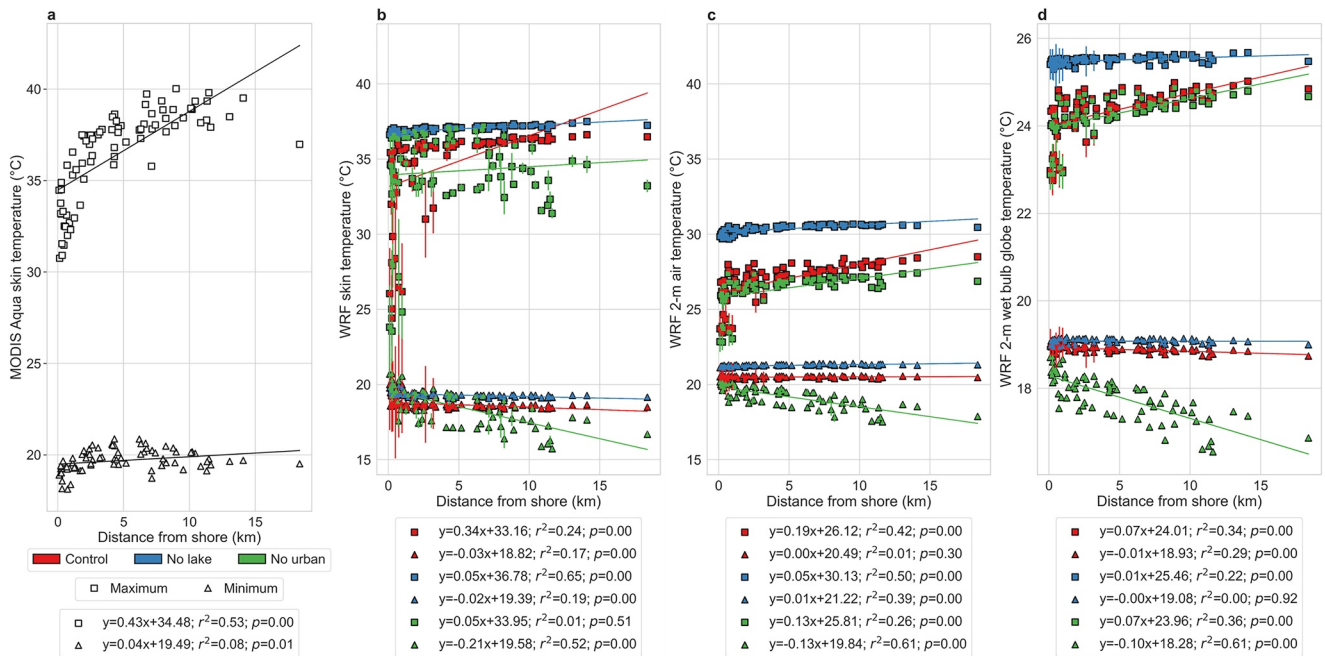 a
MODIS Aqua skin temperature (°C)
40
35
30
25
20
0 5 10 15
Distance from shore (km)
Control No lake No urban
Maximum Minimum
y=0.43x+34.48; r²=0.53; p=0.00
y=0.04x+19.49; r²=0.08; p=0.01
b
WRF skin temperature (°C)
40
35
30
25
20
15
0 5 10 15
Distance from shore (km)
y=0.34x+33.16; r²=0.24; p=0.00
y=-0.03x+18.82; r²=0.17; p=0.00
y=0.05x+36.78; r²=0.65; p=0.00
y=-0.02x+19.39; r²=0.19; p=0.00
y=0.05x+33.95; r²=0.01; p=0.51
y=-0.21x+19.58; r²=0.52; p=0.00
c
WRF 2-m air temperature (°C)
40
35
30
25
20
15
0 5 10 15
Distance from shore (km)
y=0.19x+26.12; r²=0.42; p=0.00
y=0.00x+20.49; r²=0.01; p=0.30
y=0.05x+30.13; r²=0.50; p=0.00
y=0.01x+21.22; r²=0.39; p=0.00
y=0.13x+25.81; r²=0.26; p=0.00
y=-0.13x+19.84; r²=0.61; p=0.00
d
WRF 2-m wet bulb globe temperature (°C)
26
24
22
20
18
0 5 10 15
Distance from shore (km)
y=0.07x+24.01; r²=0.34; p=0.00
y=-0.01x+18.93; r²=0.29; p=0.00
y=0.01x+25.46; r²=0.22; p=0.00
y=-0.00x+19.08; r²=0.00; p=0.92
y=0.07x+23.96; r²=0.36; p=0.00
y=-0.10x+18.28; r²=0.61; p=0.00